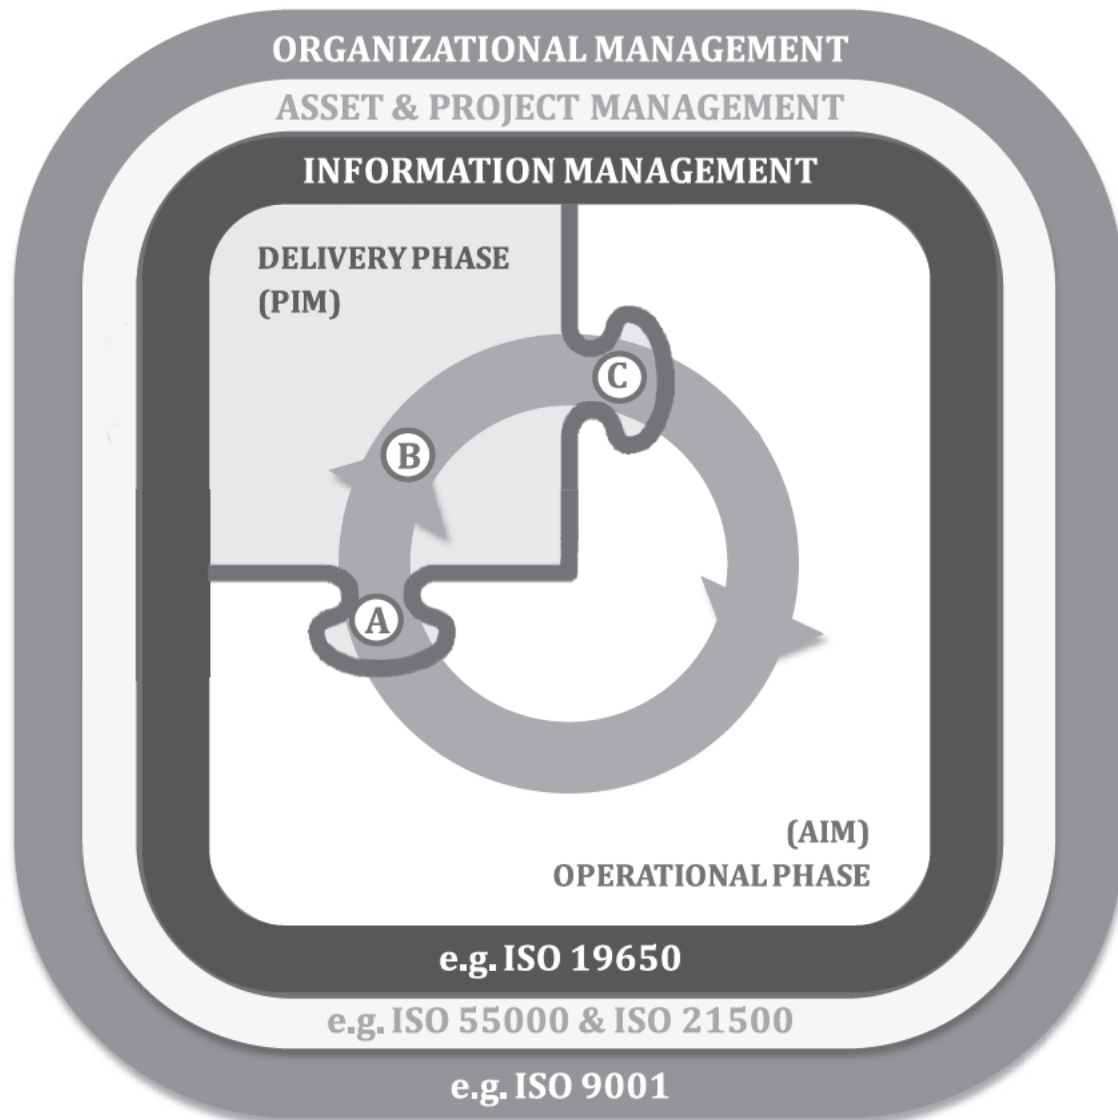 ORGANIZATIONAL MANAGEMENT
ASSET & PROJECT MANAGEMENT
INFORMATION MANAGEMENT
DELIVERY PHASE
(PIM)
C
B
A
(AIM)
OPERATIONAL PHASE
e.g. ISO 19650
e.g. ISO 55000 & ISO 21500
e.g. ISO 9001